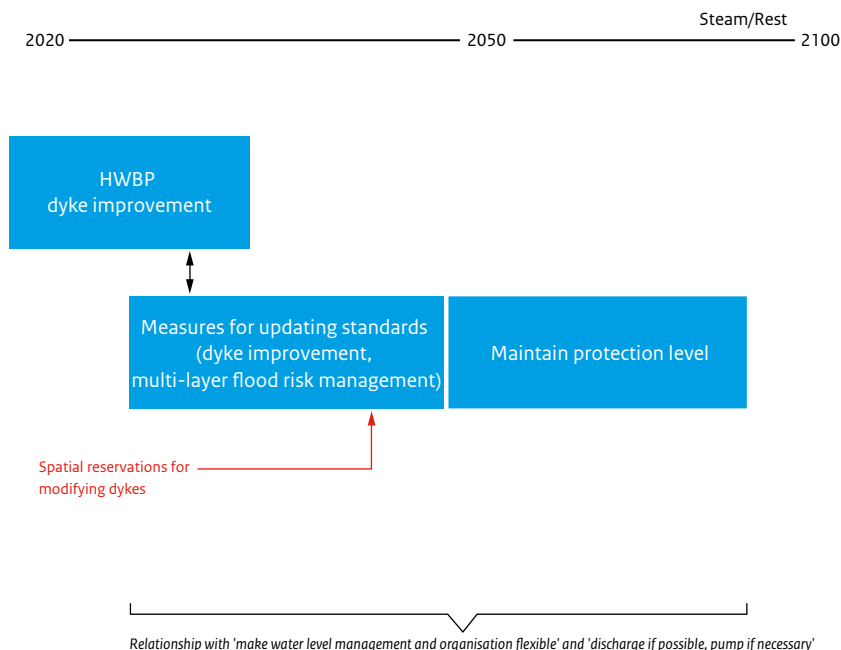 Steam/Rest
2020
2050
2100
HWBP
dyke improvement
Measures for updating standards
(dyke improvement,
multi-layer flood risk management)
Maintain protection level
Spatial reservations for
modifying dykes
Relationship with 'make water level management and organisation flexible' and 'discharge if possible, pump if necessary'